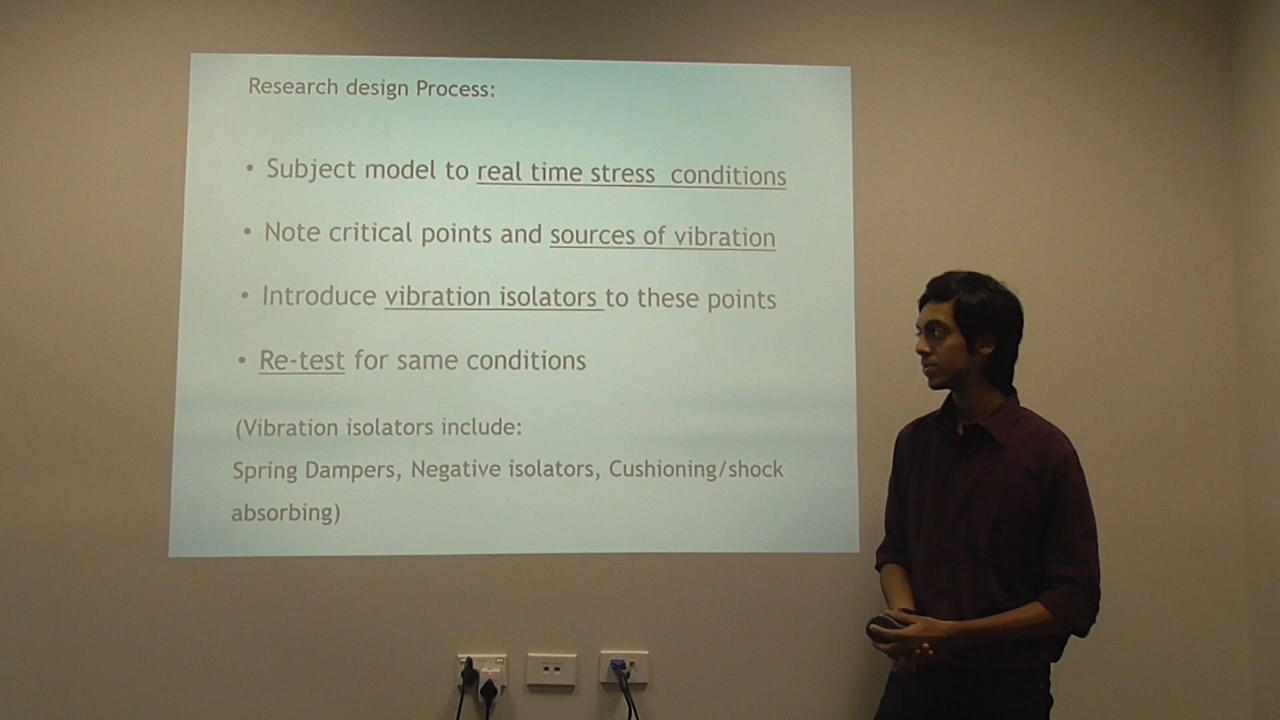 Research design Process:
• Subject model to real time stress conditions
• Note critical points and sources of vibration
• Introduce vibration isolators to these points
• Re-test for same conditions
(Vibration isolators include:
Spring Dampers, Negative isolators, Cushioning/shock
absorbing)